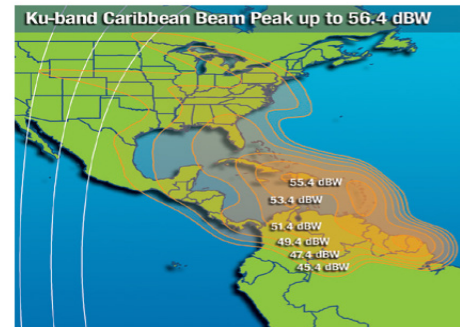 Ku-band Caribbean Beam Peak up to 56.4 dBW
55.4 dBW
53.4 dBW
51.4 dBW
49.4 dBW
47.4 dBW
45.4 dBW